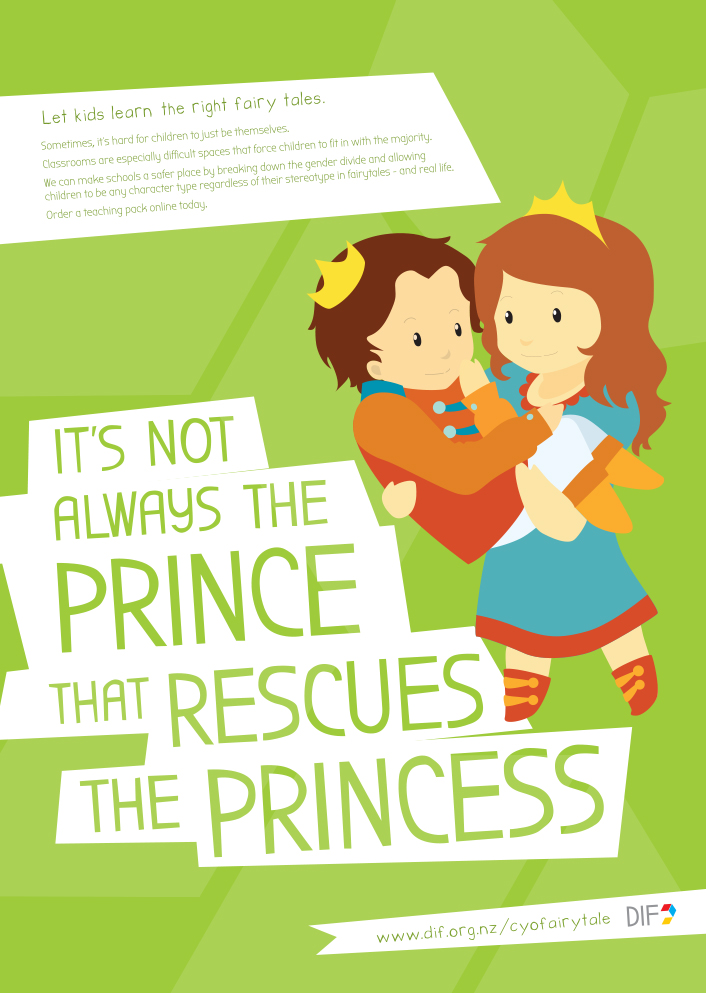 Let kids learn the right fairy tales.
Sometimes, it's hard for children to just be themselves.
Classrooms are especially difficult spaces that force children to fit in with the majority.
We can make schools a safer place by breaking down the gender divide and allowing
children to be any character type regardless of their stereotype in fairytales - and real life.
Order a teaching pack online today.
IT'S NOT
ALWAYS THE
PRINCE
THAT RESCUES
THE PRINCESS
www.dif.org.nz/cyofairytale DIF